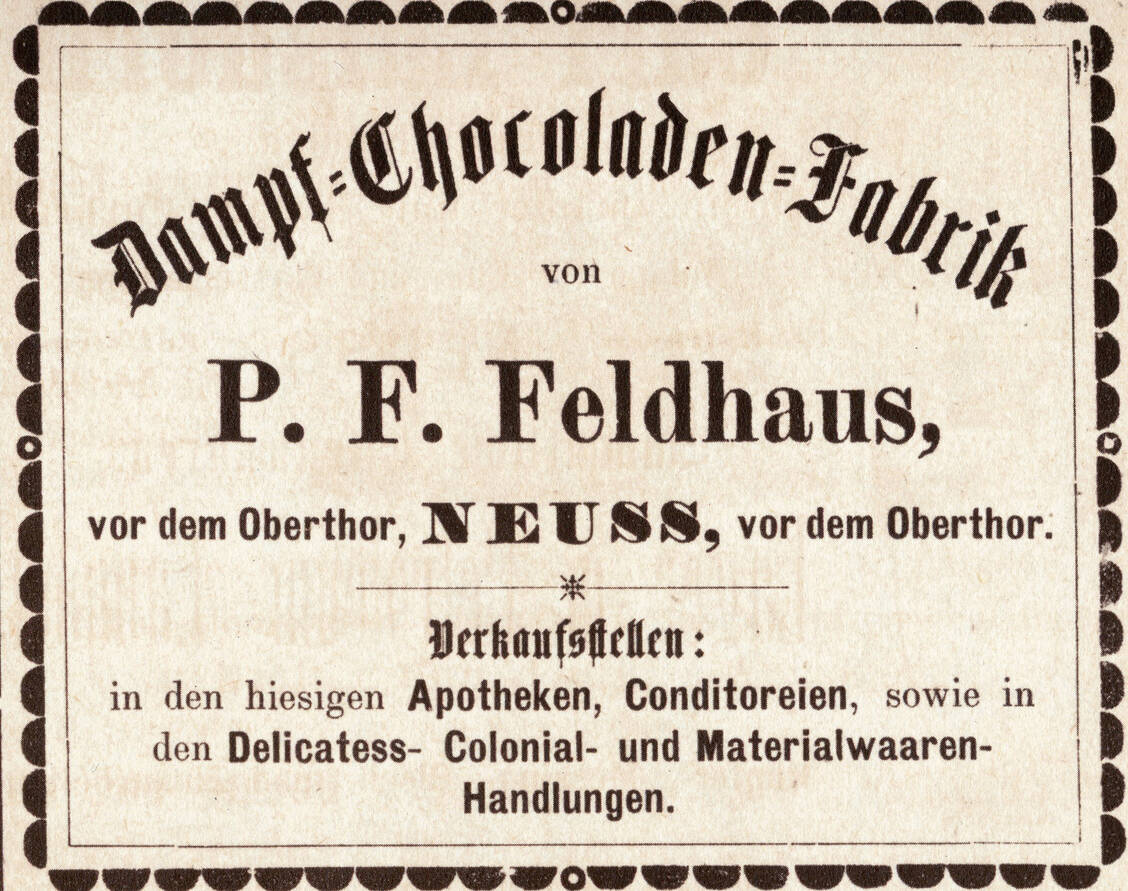 Dampf=Chocoladen=Fabrik
von
P. F. Feldhaus,
vor dem Oberthor, NEUSS, vor dem Oberthor.
Verkaufsstellen:
in den hiesigen Apotheken, Conditoreien, sowie in
den Delicatess- Colonial- und Materialwaaren-
Handlungen.